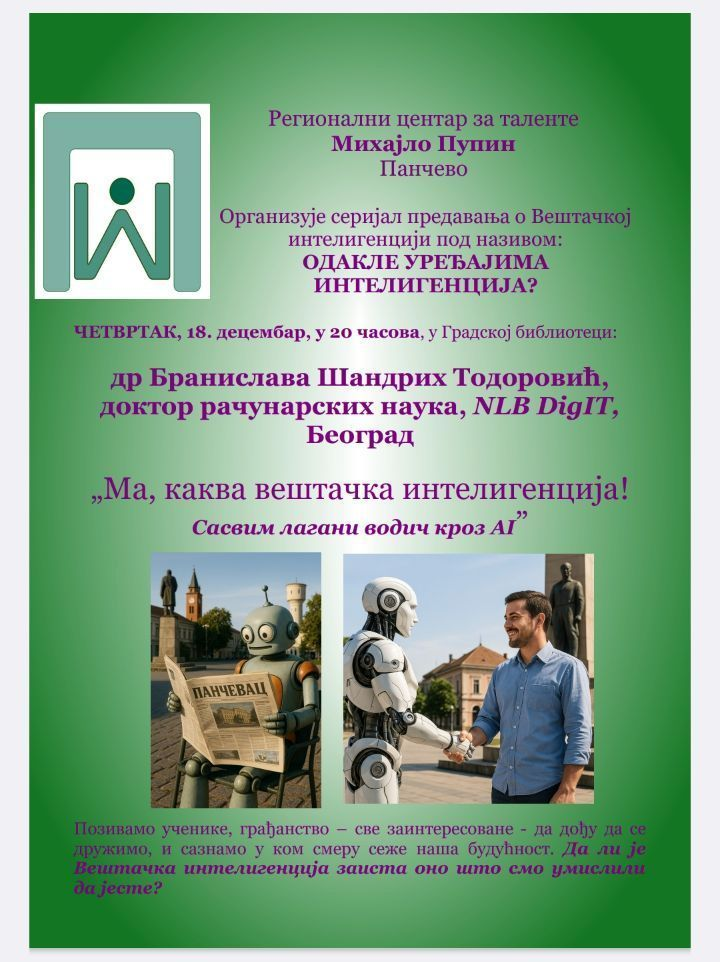 Регионални центар за таленте
Михајло Пупин
Панчево
Организује серијал предавања о Вештачкој
интелигенцији под називом:
ОДАКЛЕ УРЕЂАЈИМА
ИНТЕЛИГЕНЦИЈА?
ЧЕТВРТАК, 18. децембар, у 20 часова, у Градској библиотеци:
др Бранислава Шандрих Тодоровић,
доктор рачунарских наука, NLB DigIT,
Београд
„Ма, каква вештачка интелигенција!
Сасвим лагани водич кроз AI”
ПАНЧЕВАЦ
Позивамо ученике, грађанство – све заинтересоване - да дођу да се
дружимо, и сазнамо у ком смеру сеже наша будућност. Да ли је
Вештачка интелигенција заиста оно што смо умислили
да јесте?